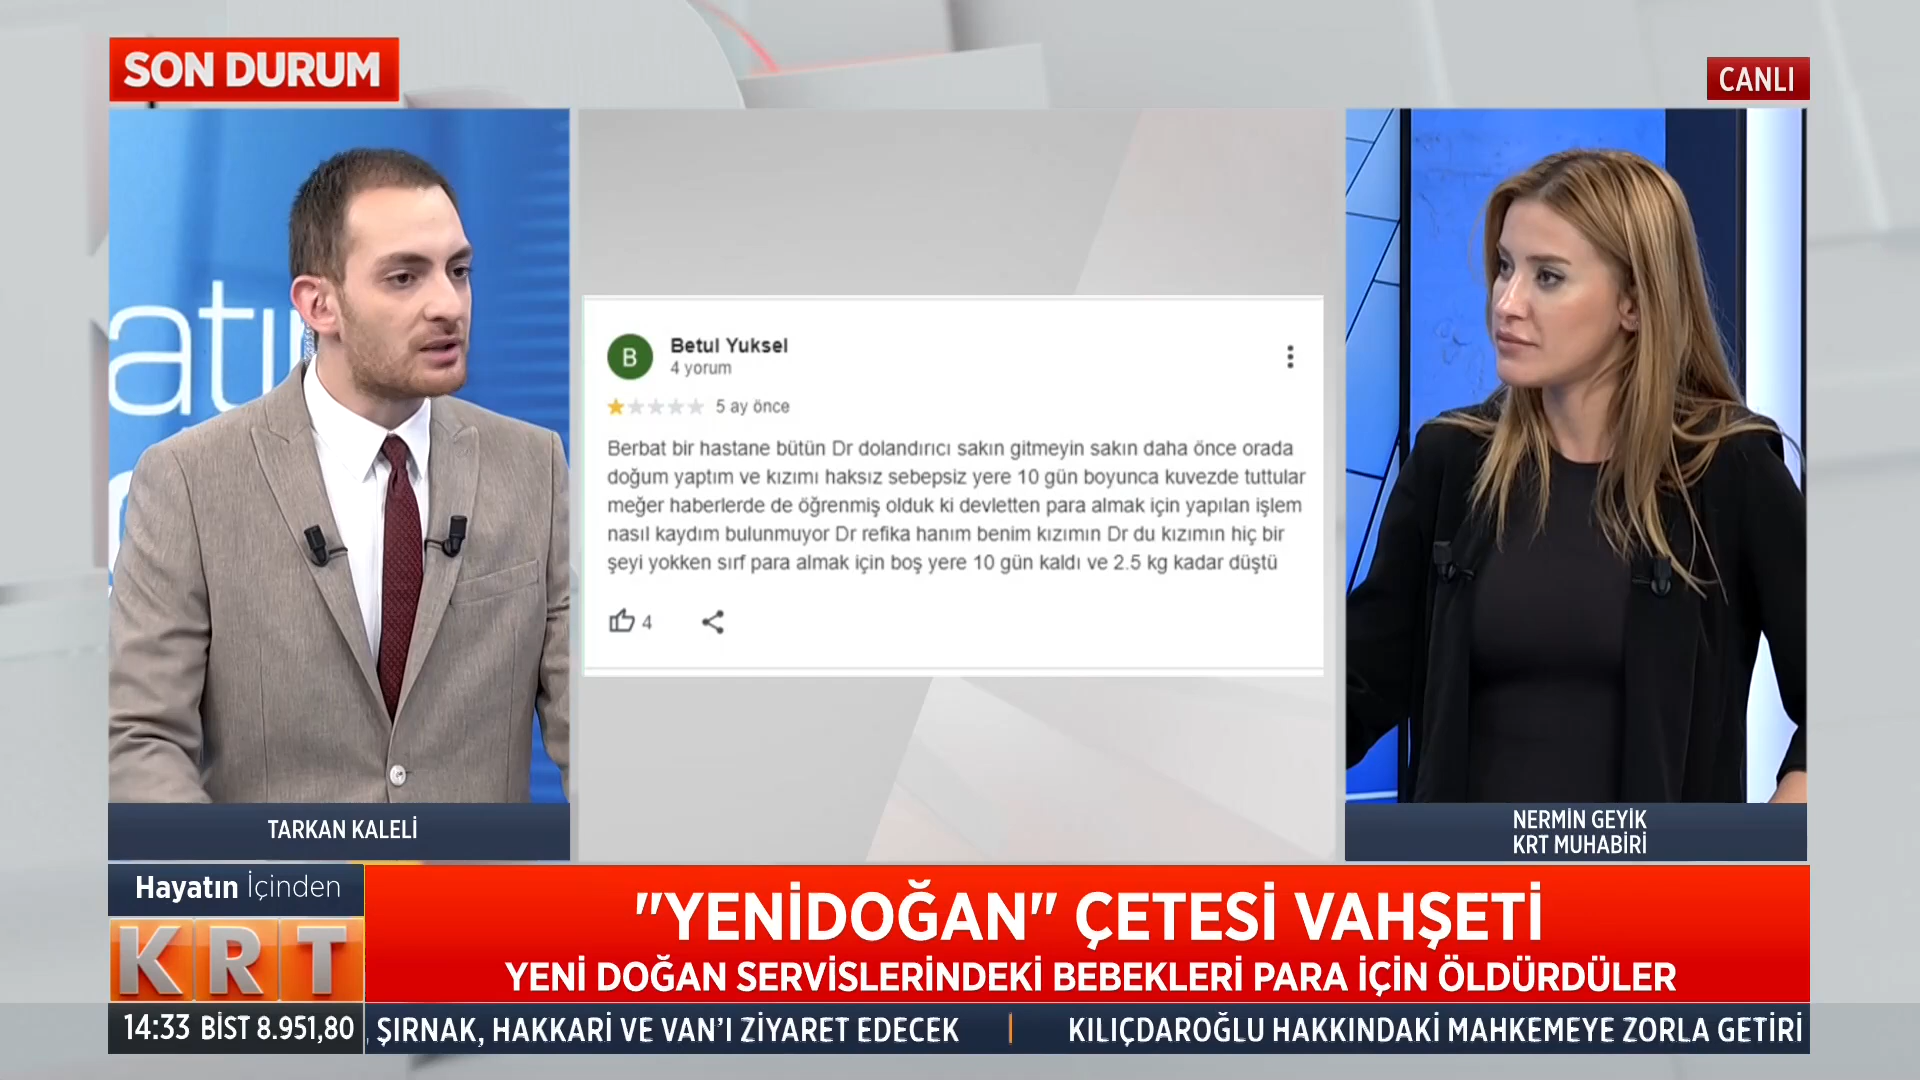 SON DURUM
CANLI
atı
Betul Yuksel
4 yorum
5 ay önce
B
Berbat bir hastane bütün Dr dolandırıcı sakın gitmeyin sakın daha önce orada
doğum yaptım ve kızımı haksız sebepsiz yere 10 gün boyunca kuvezde tuttular
meğer haberlerde de öğrenmiş olduk ki devletten para almak için yapılan işlem
nasıl kaydım bulunmuyor Dr refika hanım benim kızımın Dr du kızımın hiç bir
şeyi yokken sırf para almak için boş yere 10 gün kaldı ve 2.5 kg kadar düştü
4
TARKAN KALELİ
NERMİN GEYİK
KRT MUHABİRİ
Hayatın İçinden
KRT
"YENİDOĞAN" ÇETESİ VAHŞETİ
YENİ DOĞAN SERVİSLERİNDEKİ BEBEKLERİ PARA İÇİN ÖLDÜRDÜLER
14:33 BİST 8.951,80
, ŞIRNAK, HAKKARİ VE VAN'I ZİYARET EDECEK | KILIÇDAROĞLU HAKKINDAKİ MAHKEMEYE ZORLA GETİRİ